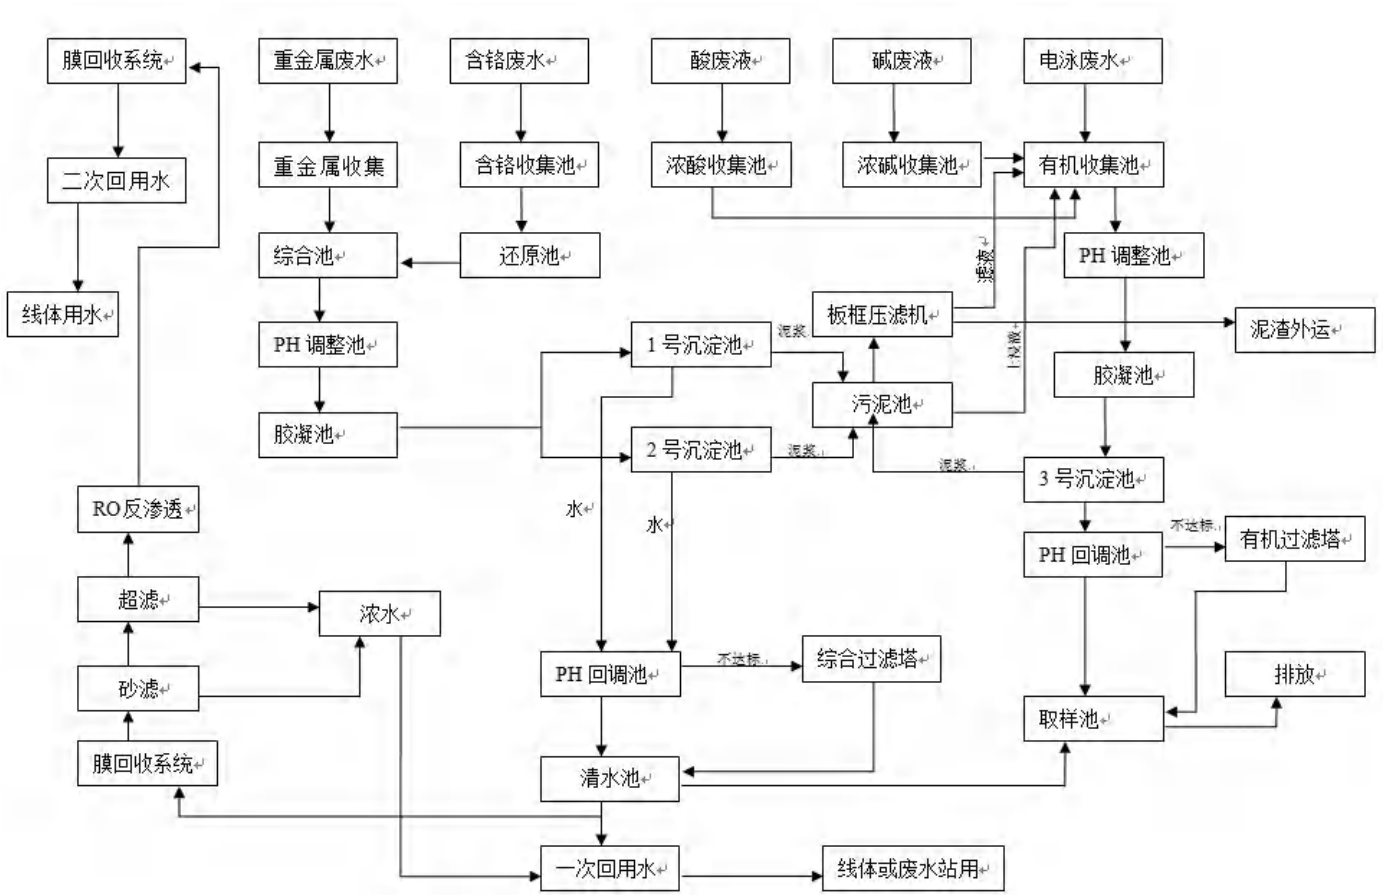 膜回收系统
重金属废水
含铬废水
酸废液
碱废液
电泳废水
二次回用水
重金属收集
含铬收集池
浓酸收集池
浓碱收集池
有机收集池
综合池
还原池
滤液
PH 调整池
线体用水
PH 调整池
1 号沉淀池
泥浆
板框压滤机
泥渣外运
胶凝池
污泥池
胶凝池
2 号沉淀池
泥浆
泥浆
3 号沉淀池
RO反渗透
水
水
不达标
有机过滤塔
PH 回调池
超滤
浓水
砂滤
PH 回调池
不达标
综合过滤塔
排放
取样池
膜回收系统
清水池
一次回用水
线体或废水站用